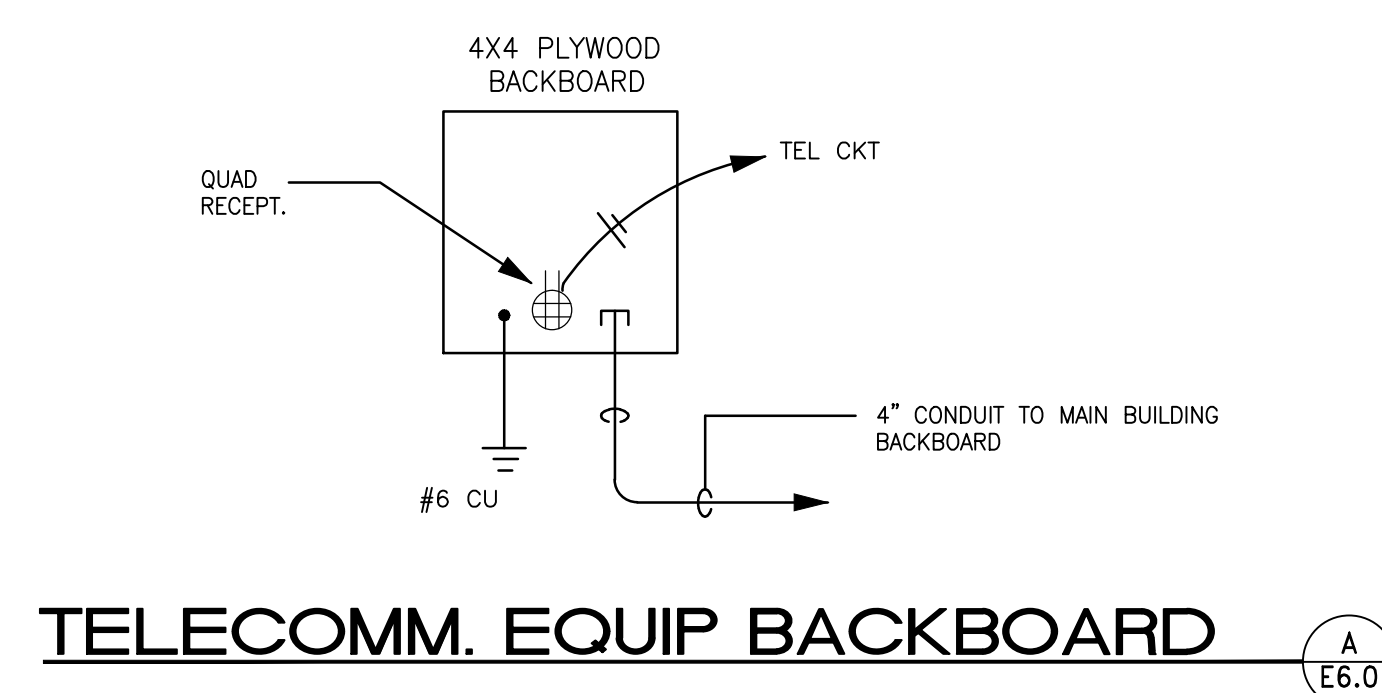 4X4 PLYWOOD
BACKBOARD
TEL CKT
QUAD
RECEPT.
4” CONDUIT TO MAIN BUILDING
BACKBOARD
#6 CU
TELECOMM. EQUIP BACKBOARD
A
E6.0